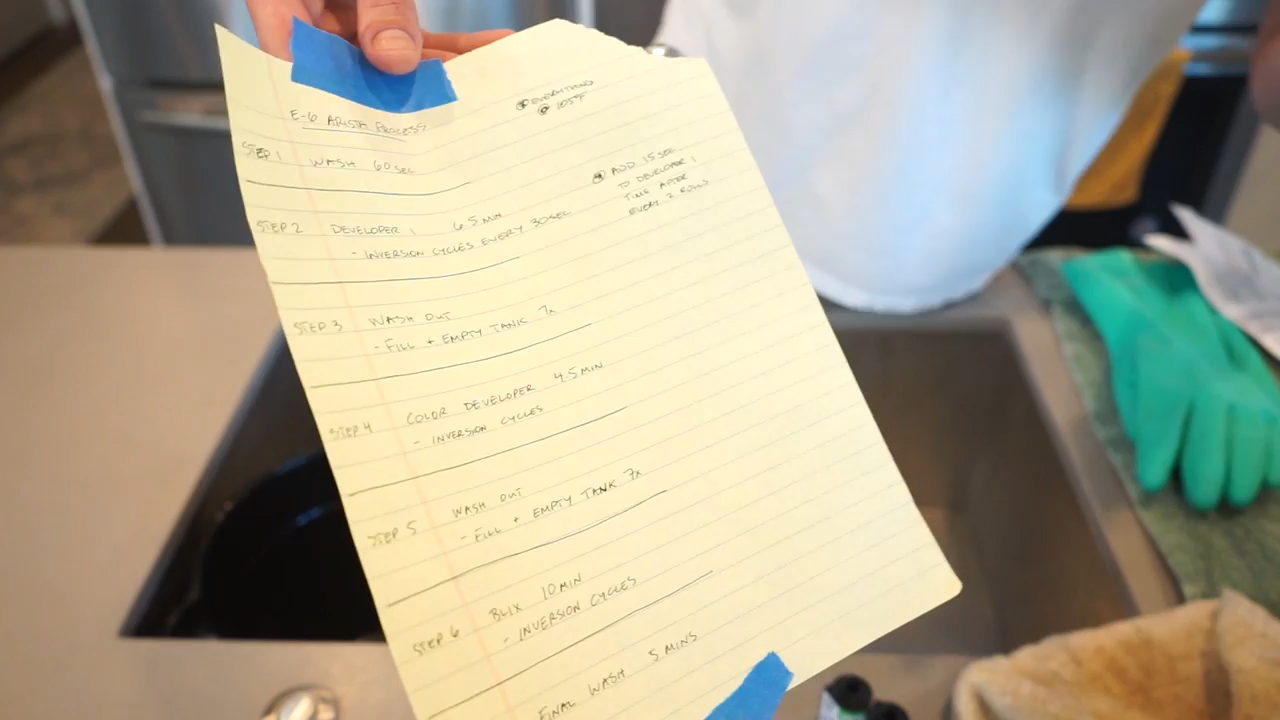 E-6 ARISTA PROCESS
* EVERYTHING
@ 105°F
STEP 1 WASH 60 SEC
* ADD 15 SEC
TO DEVELOPER 1
TIME AFTER
EVERY 2 ROLLS
STEP 2 DEVELOPER 1 6.5 MIN
- INVERSION CYCLES EVERY 30 SEC
STEP 3 WASH OUT
- FILL + EMPTY TANK 7x
STEP 4 COLOR DEVELOPER 4.5 MIN
- INVERSION CYCLES
STEP 5 WASH OUT
- FILL + EMPTY TANK 7x
STEP 6 BLIX 10 MIN
- INVERSION CYCLES
FINAL WASH 5 MINS